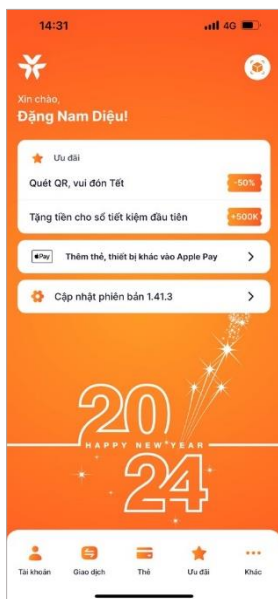 14:31
4G
Xin chào,
Đặng Nam Diệu!
Ưu đãi
Quét QR, vui đón Tết
-50%
Tặng tiền cho sổ tiết kiệm đầu tiên
+500K
Pay
Thêm thẻ, thiết bị khác vào Apple Pay
Cập nhật phiên bản 1.41.3
20
HAPPY NEW YEAR
24
Tài khoản Giao dịch Thẻ Ưu đãi Khác